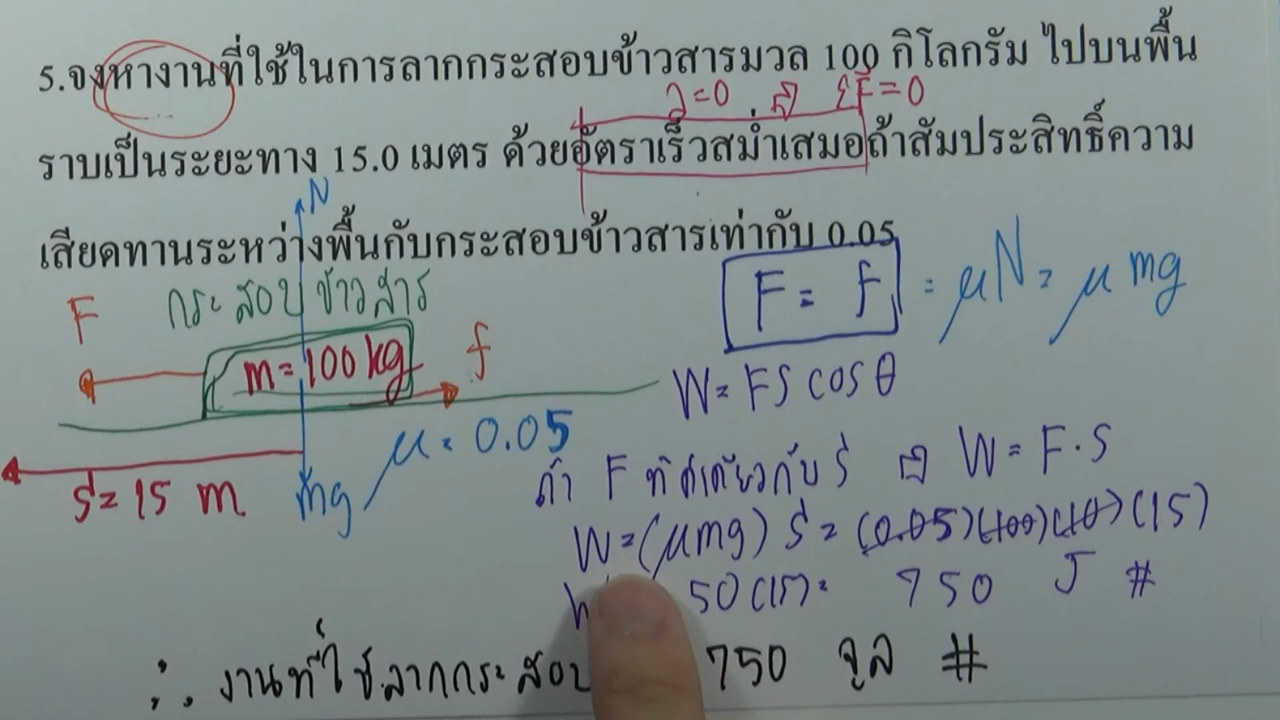 5.จงหางานที่ใช้ในการลากกระสอบข้าวสารมวล 100 กิโลกรัม ไปบนพื้น
a=0 ΣF=0
ราบเป็นระยะทาง 15.0 เมตร ด้วยอัตราเร็วสม่ำเสมอถ้าสัมประสิทธิ์ความ
N
เสียดทานระหว่างพื้นกับกระสอบข้าวสารเท่ากับ 0.05
F กระสอบข้าวสาร f
F = f = μN = μmg
m = 100 kg
W = FS cos θ
μ = 0.05
S = 15 m mg
ถ้า F ทิศเดียวกับ S W = F·S
W = (μmg) S = (0.05)(100)(10)(15)
50(15) = 750 J #
∴ งานที่ใช้ลากกระสอบ 750 จูล #